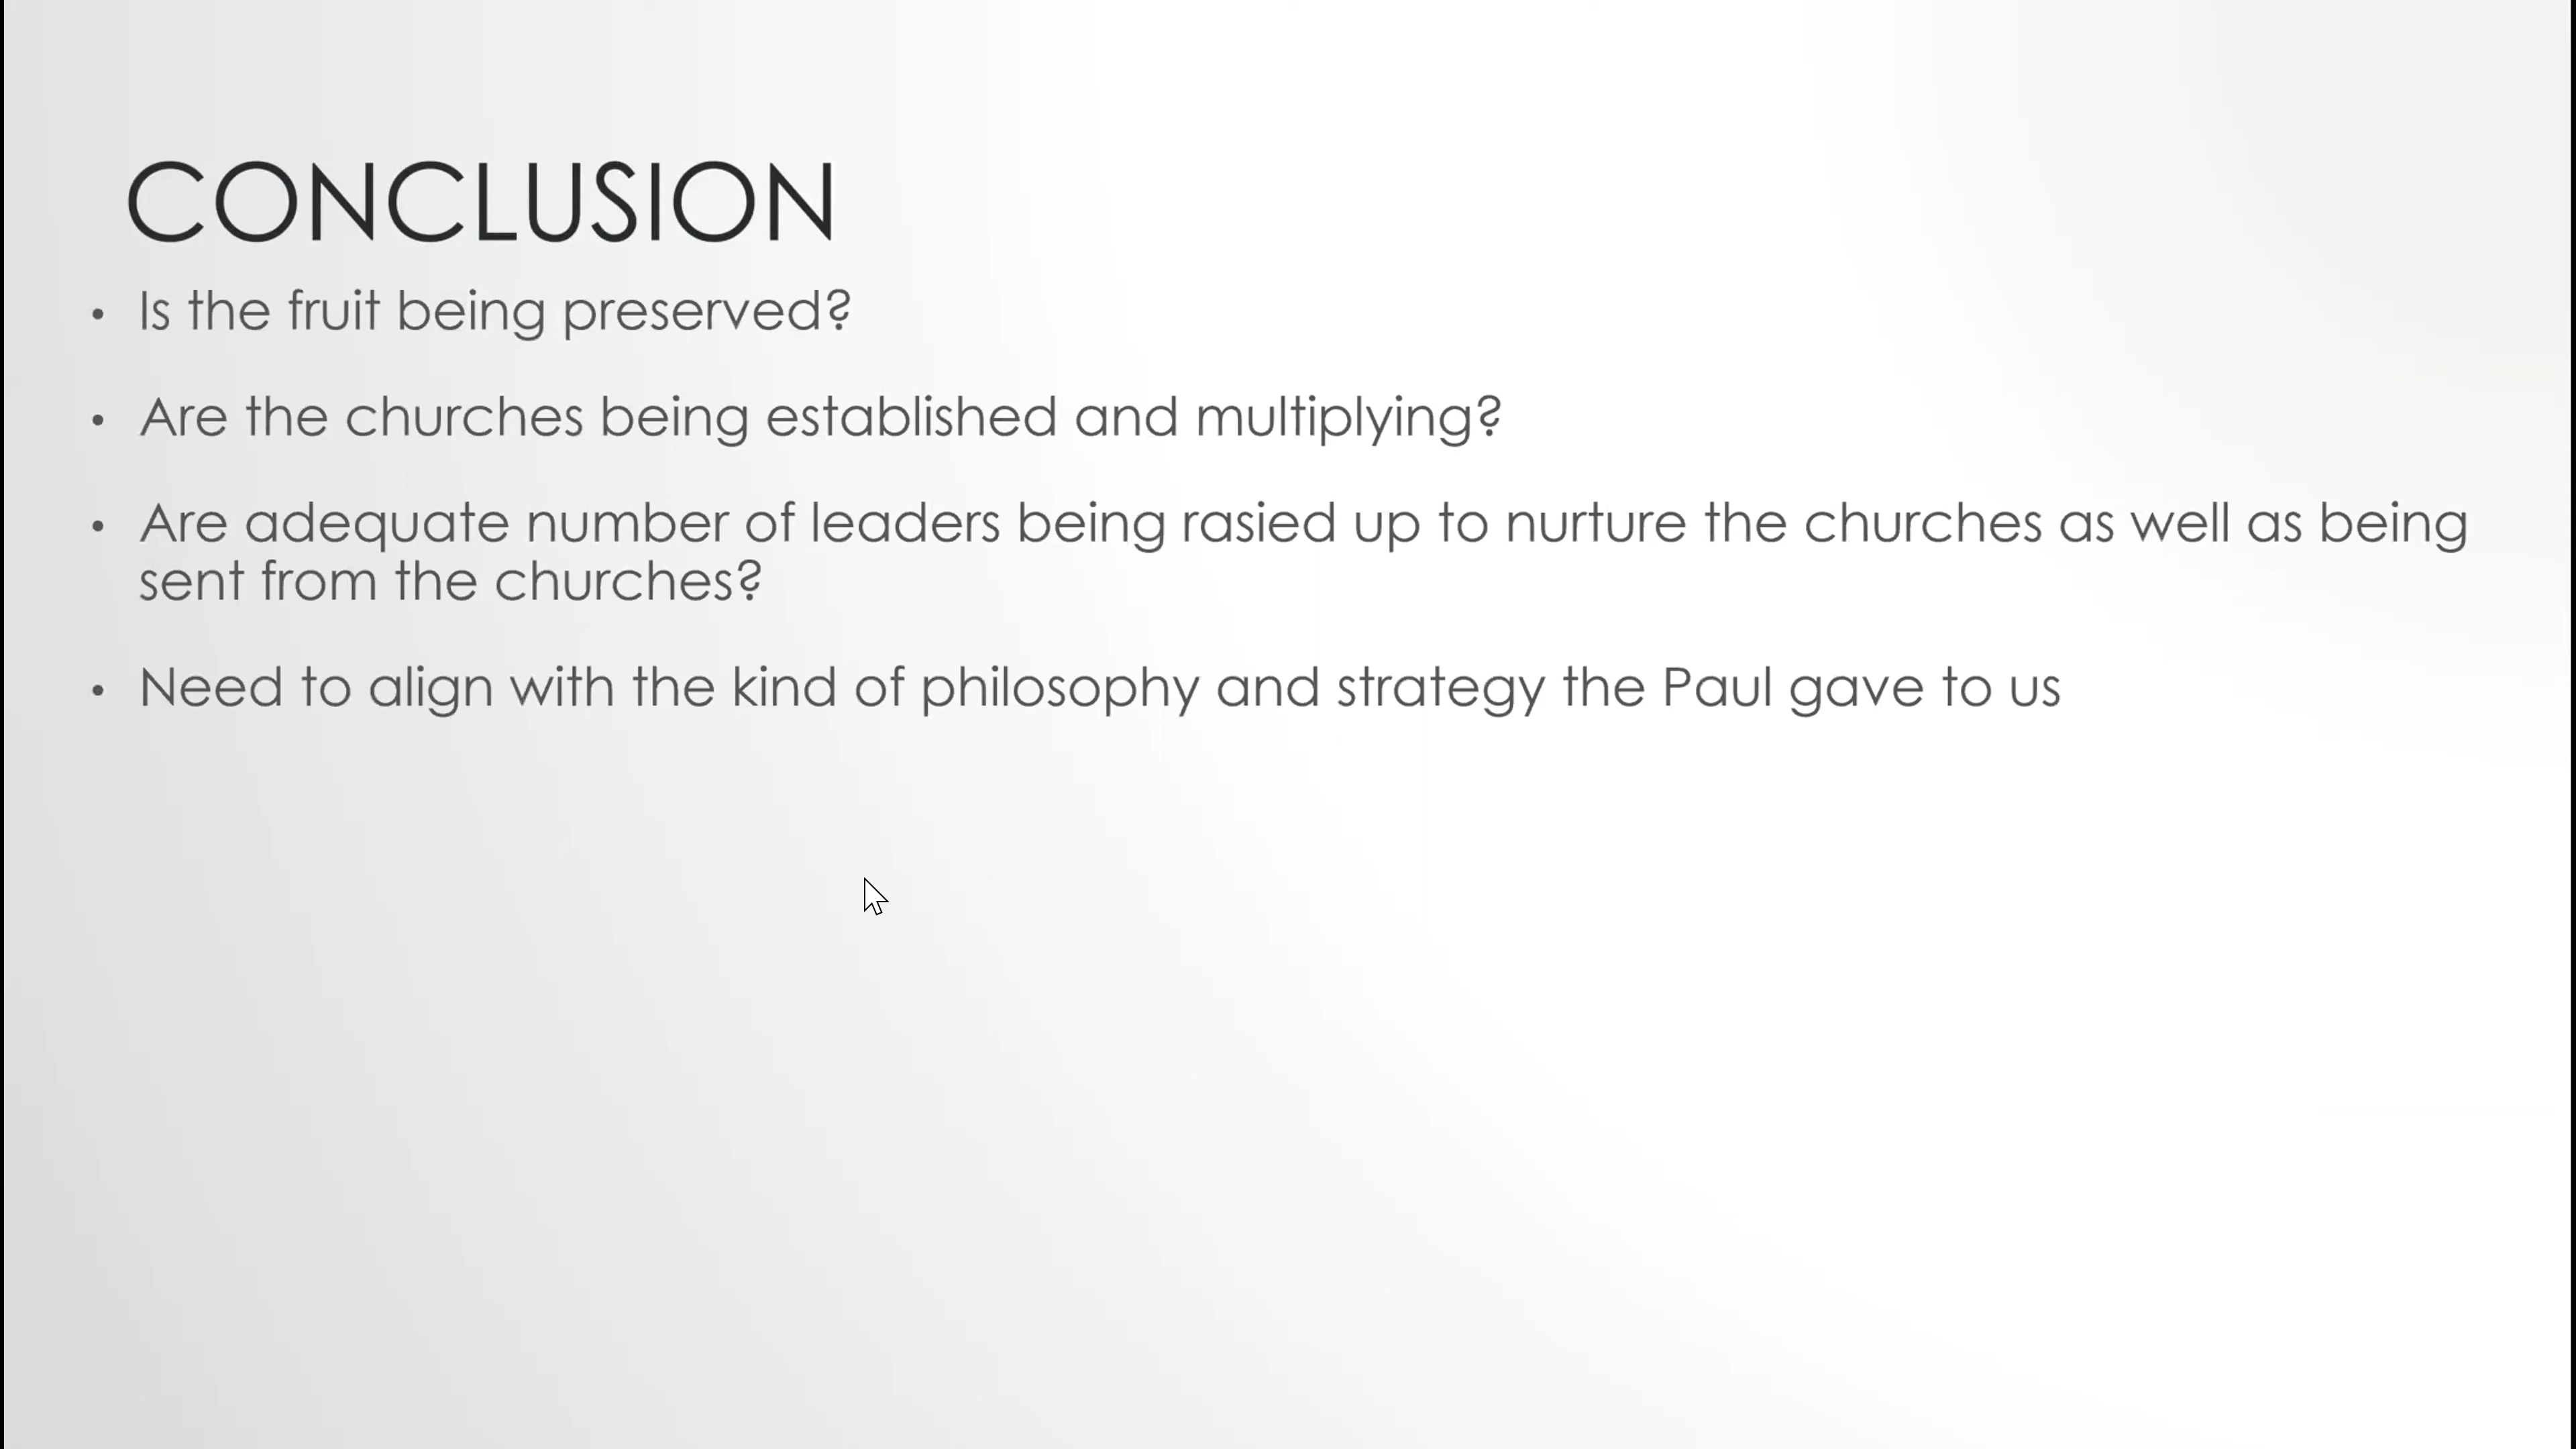 CONCLUSION
• Is the fruit being preserved?
• Are the churches being established and multiplying?
• Are adequate number of leaders being rasied up to nurture the churches as well as being
sent from the churches?
• Need to align with the kind of philosophy and strategy the Paul gave to us